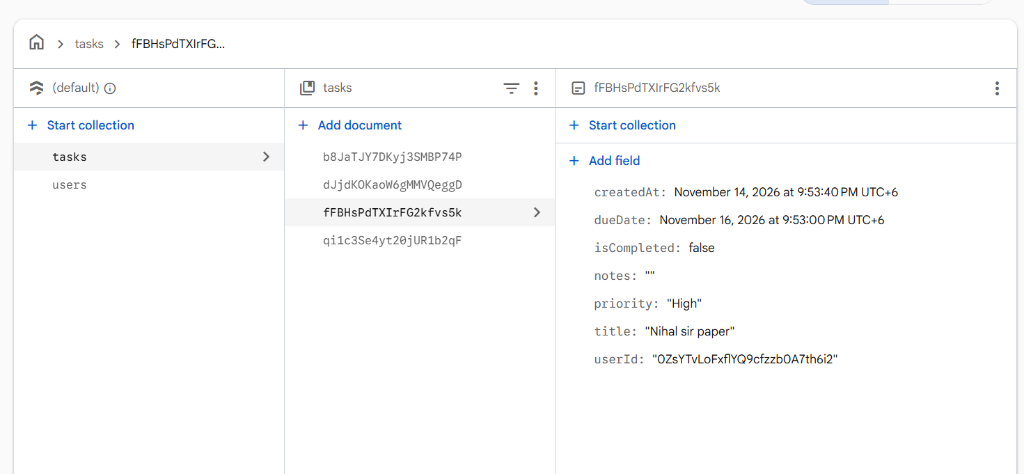 tasks
fFBHsPdTXIrFG...
(default)
tasks
fFBHsPdTXIrFG2kfvs5k
Start collection
Add document
Start collection
tasks
users
b8JaTJY7DKyj3SMBP74P
dJjdKOKaoW6gMMVQeggD
fFBHsPdTXIrFG2kfvs5k
qi1c3Se4yt20jUR1b2qF
Add field
createdAt: November 14, 2026 at 9:53:40 PM UTC+6
dueDate: November 16, 2026 at 9:53:00 PM UTC+6
isCompleted: false
notes: ""
priority: "High"
title: "Nihal sir paper"
userId: "0ZsYTvLoFxflYQ9cfzzb0A7th6i2"